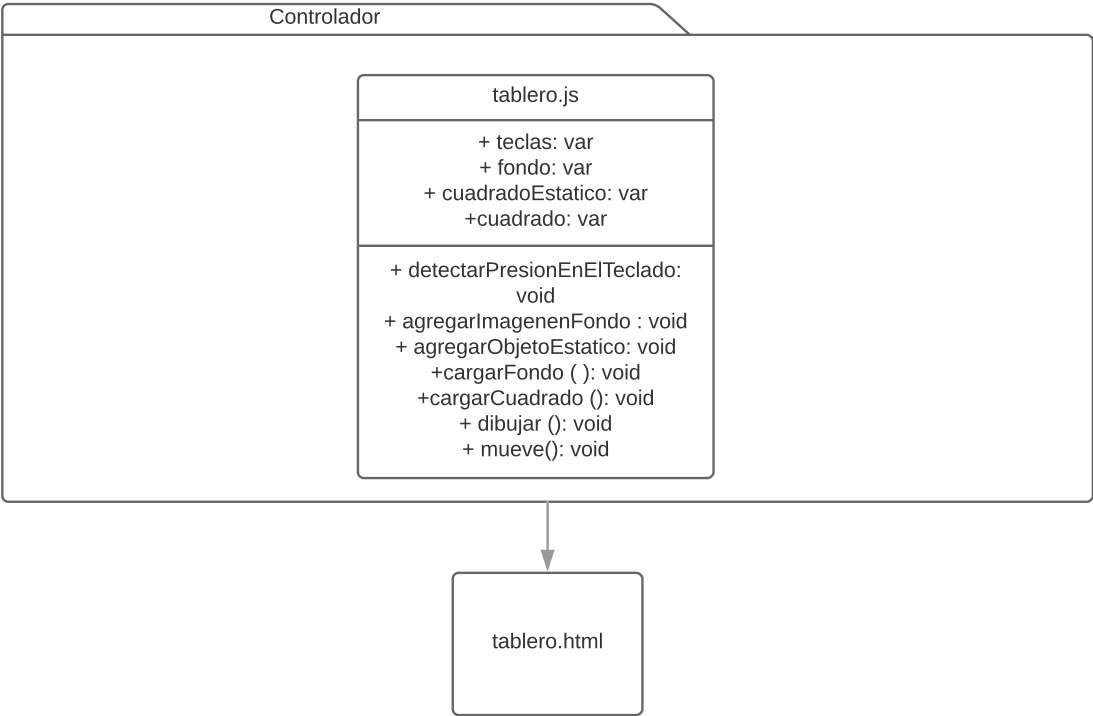 Controlador
tablero.js
+ teclas: var
+ fondo: var
+ cuadradoEstatico: var
+cuadrado: var
+ detectarPresionEnElTeclado:
void
+ agregarImagenenFondo : void
+ agregarObjetoEstatico: void
+cargarFondo ( ): void
+cargarCuadrado (): void
+ dibujar (): void
+ mueve(): void
tablero.html